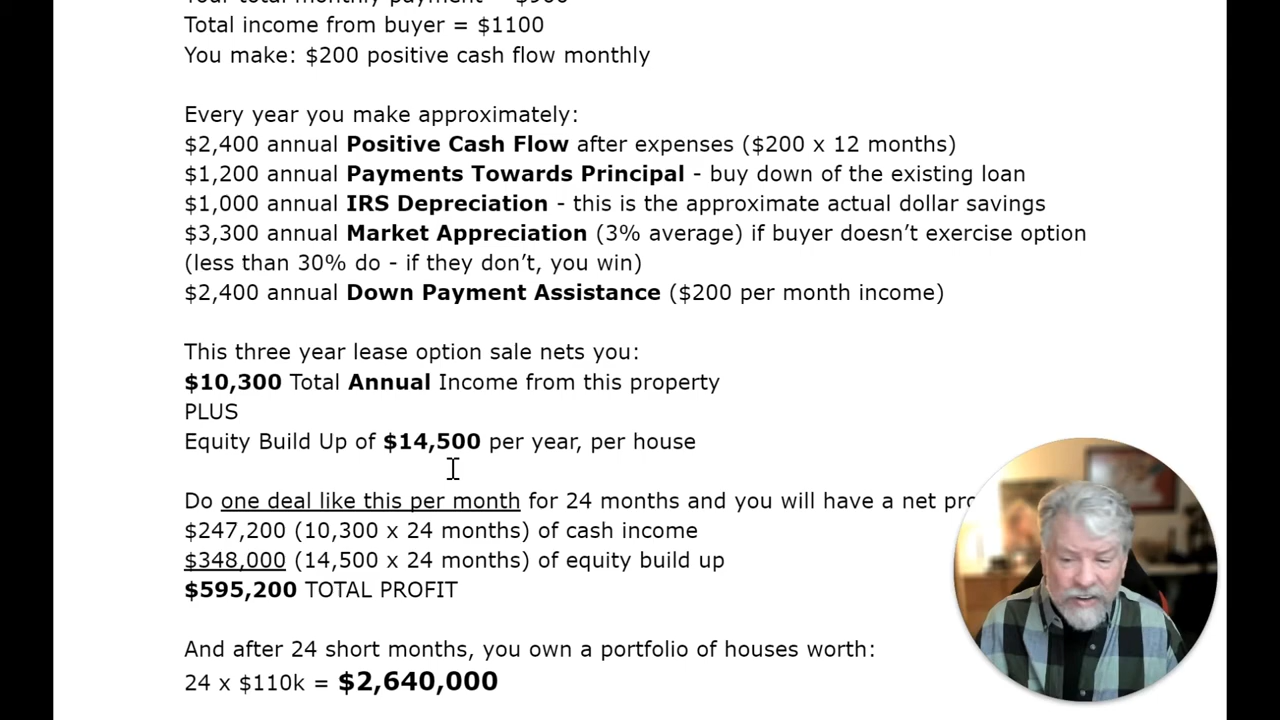 Total income from buyer = $1100
You make: $200 positive cash flow monthly
Every year you make approximately:
$2,400 annual Positive Cash Flow after expenses ($200 x 12 months)
$1,200 annual Payments Towards Principal - buy down of the existing loan
$1,000 annual IRS Depreciation - this is the approximate actual dollar savings
$3,300 annual Market Appreciation (3% average) if buyer doesn’t exercise option
(less than 30% do - if they don’t, you win)
$2,400 annual Down Payment Assistance ($200 per month income)
This three year lease option sale nets you:
$10,300 Total Annual Income from this property
PLUS
Equity Build Up of $14,500 per year, per house
Do one deal like this per month for 24 months and you will have a net
$247,200 (10,300 x 24 months) of cash income
$348,000 (14,500 x 24 months) of equity build up
$595,200 TOTAL PROFIT
And after 24 short months, you own a portfolio of houses worth:
24 x $110k = $2,640,000